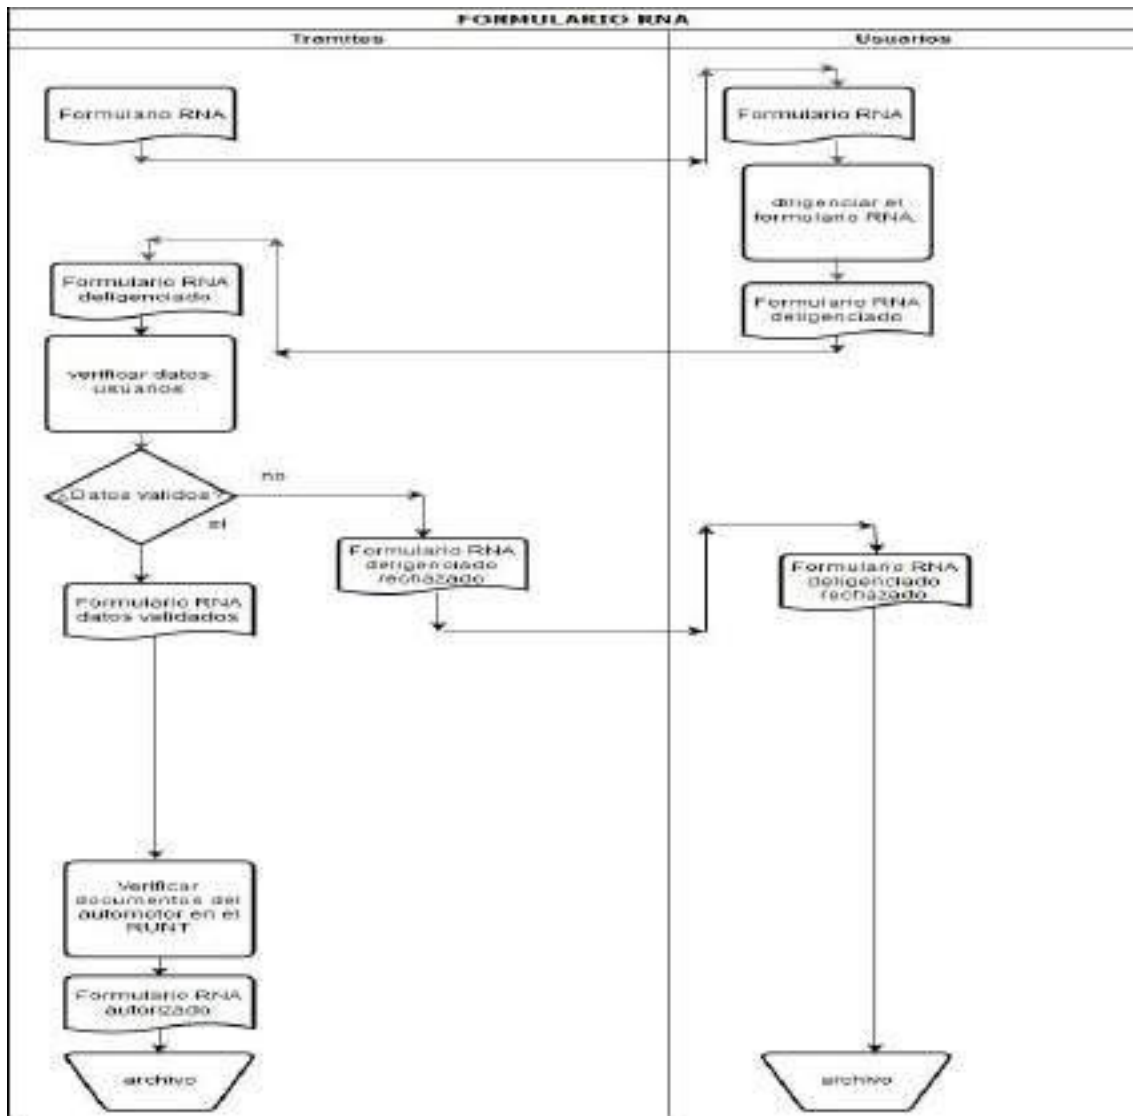 FORMULARIO RNA
Tramites
Usuarios
Formulario RNA
Formulario RNA
diligenciar el
formulario RNA
Formulario RNA
deligenciado
Formulario RNA
deligenciado
verificar datos
usuarios
¿Datos validos?
no
si
Formulario RNA
deligenciado
rechazado
Formulario RNA
deligenciado
rechazado
Formulario RNA
datos validados
Verificar
documentos del
automotor en el
RUNT
Formulario RNA
autorizado
archivo
archivo